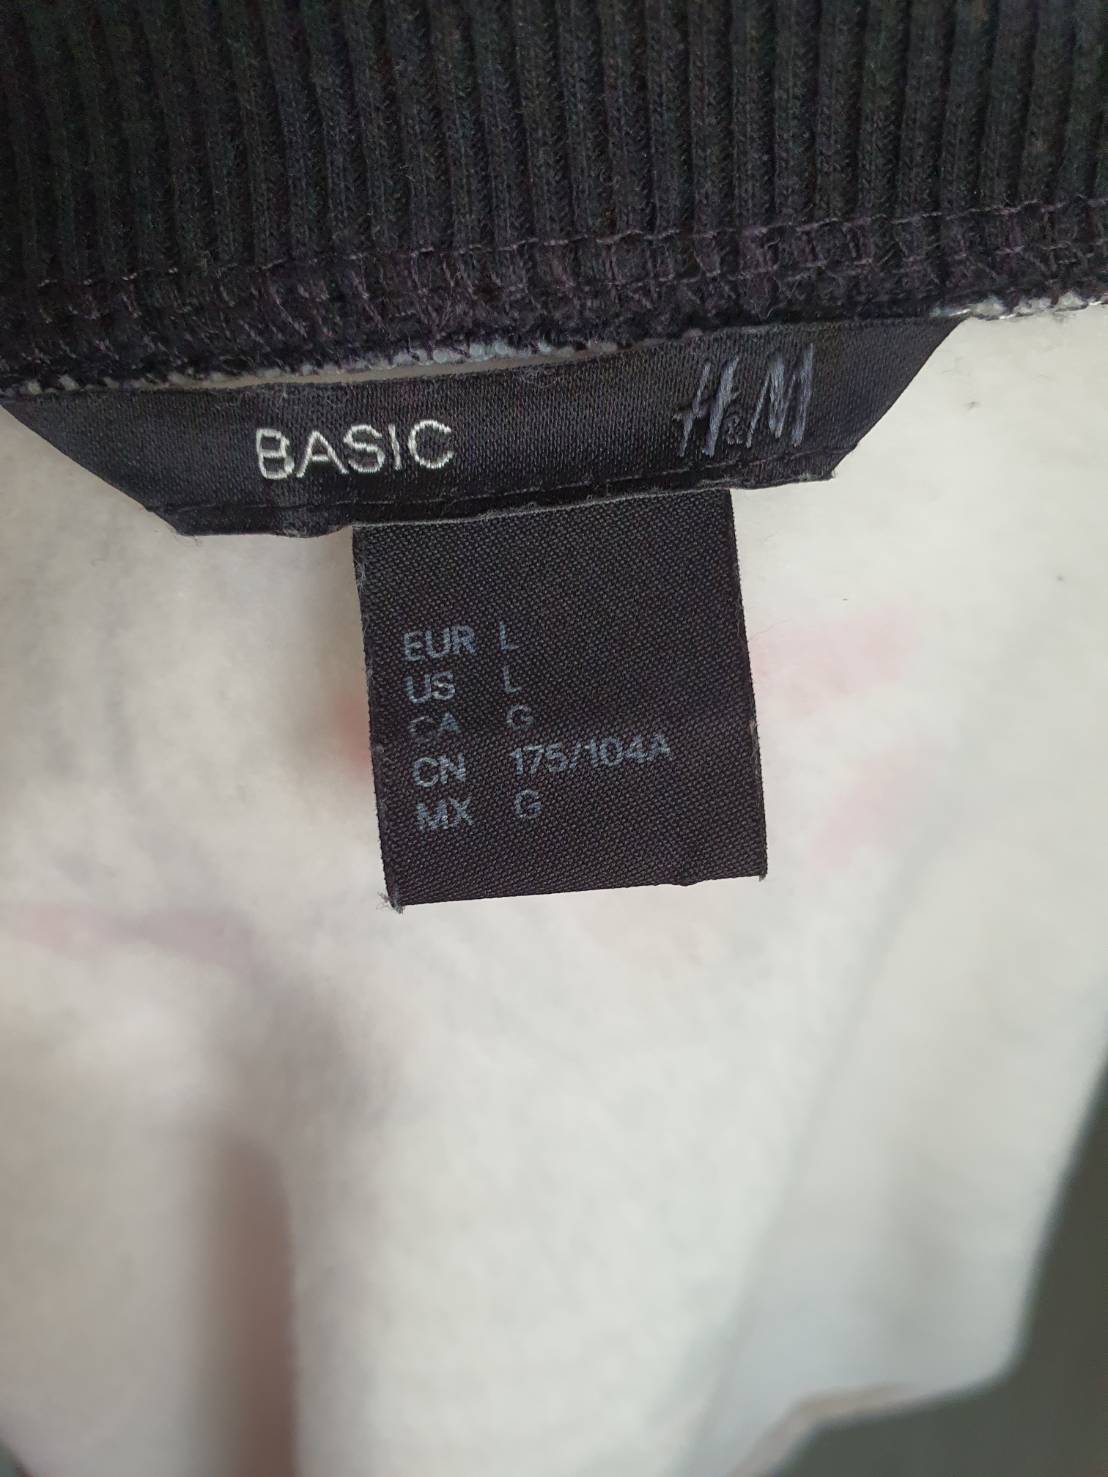 BASIC H&M
EUR L
US L
CA G
CN 175/104A
MX G